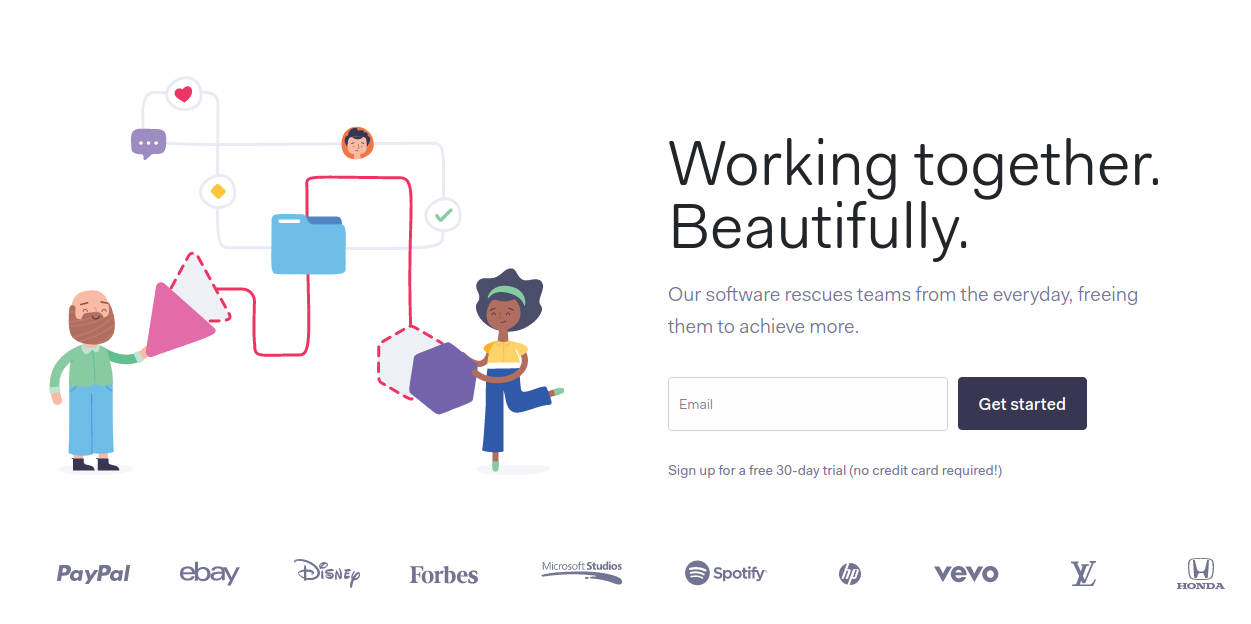 Working together.
Beautifully.
Our software rescues teams from the everyday, freeing
them to achieve more.
Email
Get started
Sign up for a free 30-day trial (no credit card required!)
PayPal
ebay
Disney
Forbes
Microsoft Studios
Spotify
hp
vevo
LV
HONDA